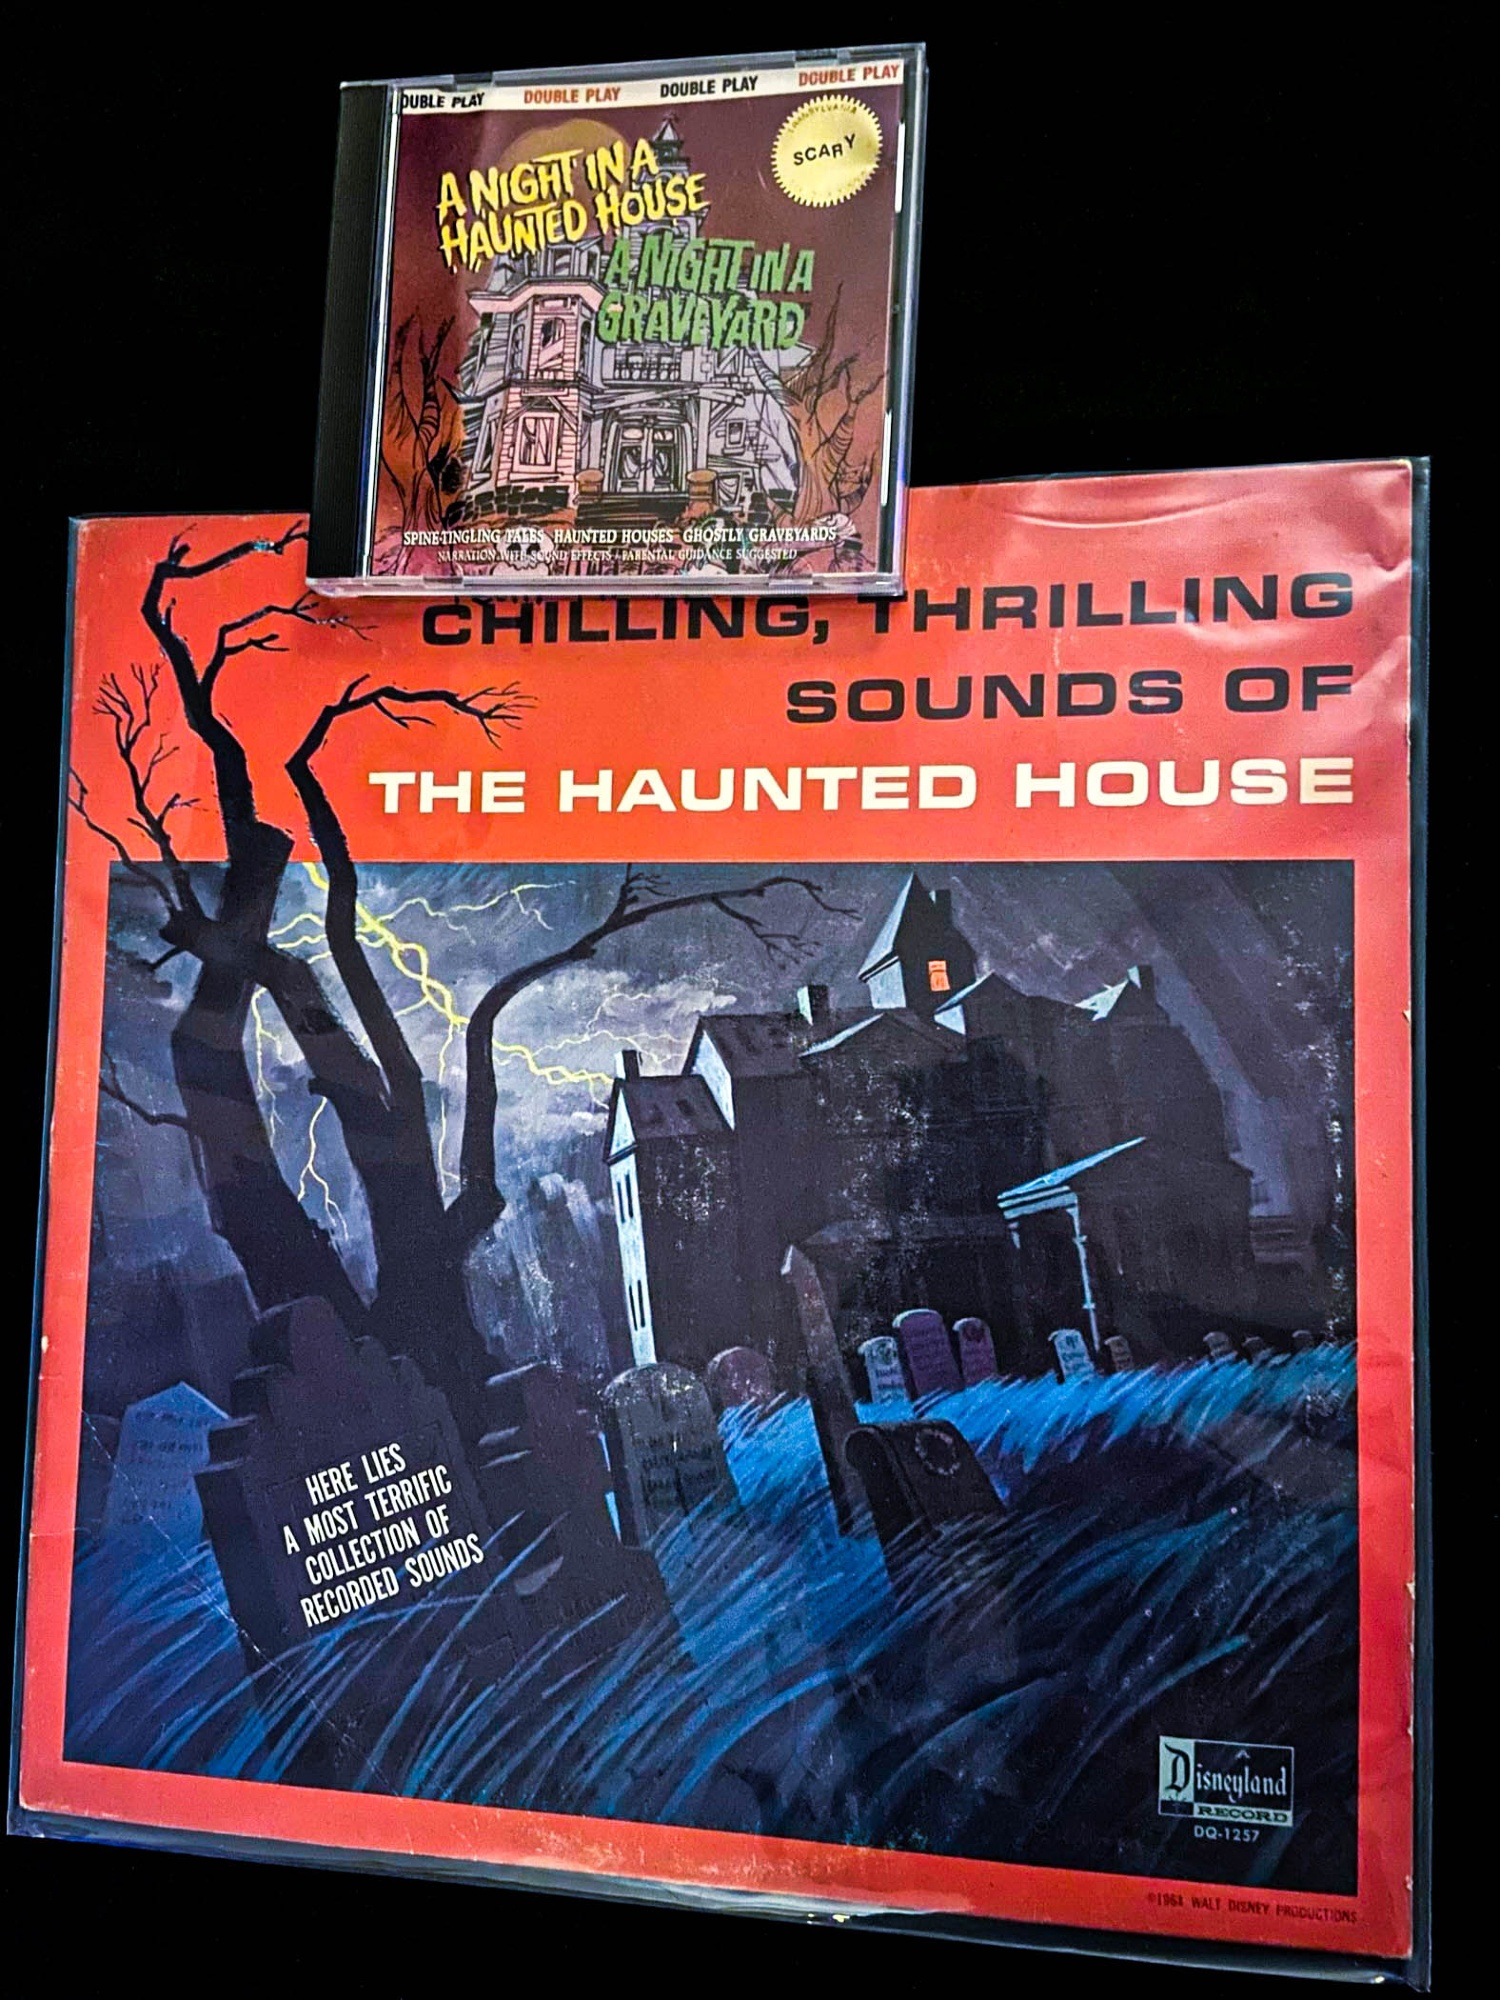 OUBLE PLAY DOUBLE PLAY DOUBLE PLAY DOUBLE PLAY
TRANSYLVANIA
SCARY
A NIGHT IN A
HAUNTED HOUSE
A NIGHT IN A
GRAVEYARD
SPINE-TINGLING TALES HAUNTED HOUSES GHOSTLY GRAVEYARDS
NARRATION WITH SOUND EFFECTS PARENTAL GUIDANCE SUGGESTED
CHILLING, THRILLING
SOUNDS OF
THE HAUNTED HOUSE
HERE LIES
A MOST TERRIFIC
COLLECTION OF
RECORDED SOUNDS
Disneyland
RECORD
DQ-1257
©1964 WALT DISNEY PRODUCTIONS